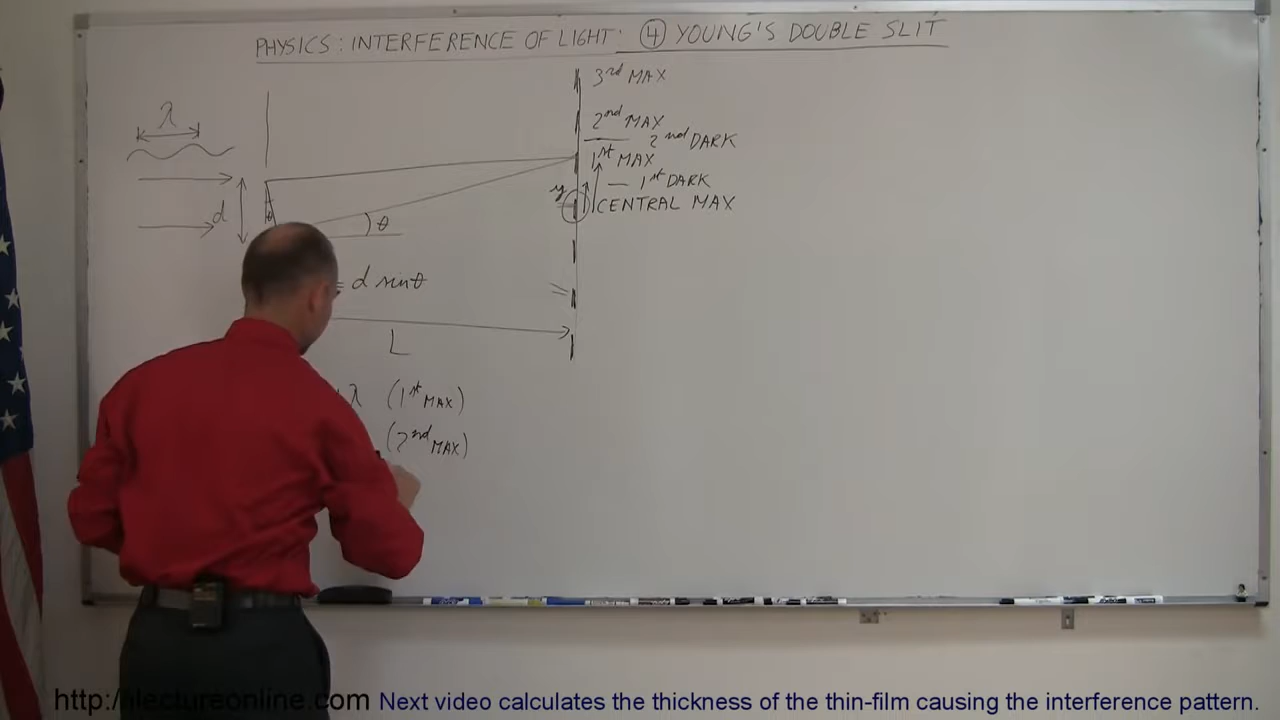 PHYSICS: INTERFERENCE OF LIGHT: ④ YOUNG'S DOUBLE SLIT
3rd MAX
λ
2nd MAX
2nd DARK
1st MAX
1st DARK
d
θ
y
CENTRAL MAX
θ
= d sinθ
L
λ (1st MAX)
(2nd MAX)
http://ilectureonline.com Next video calculates the thickness of the thin-film causing the interference pattern.